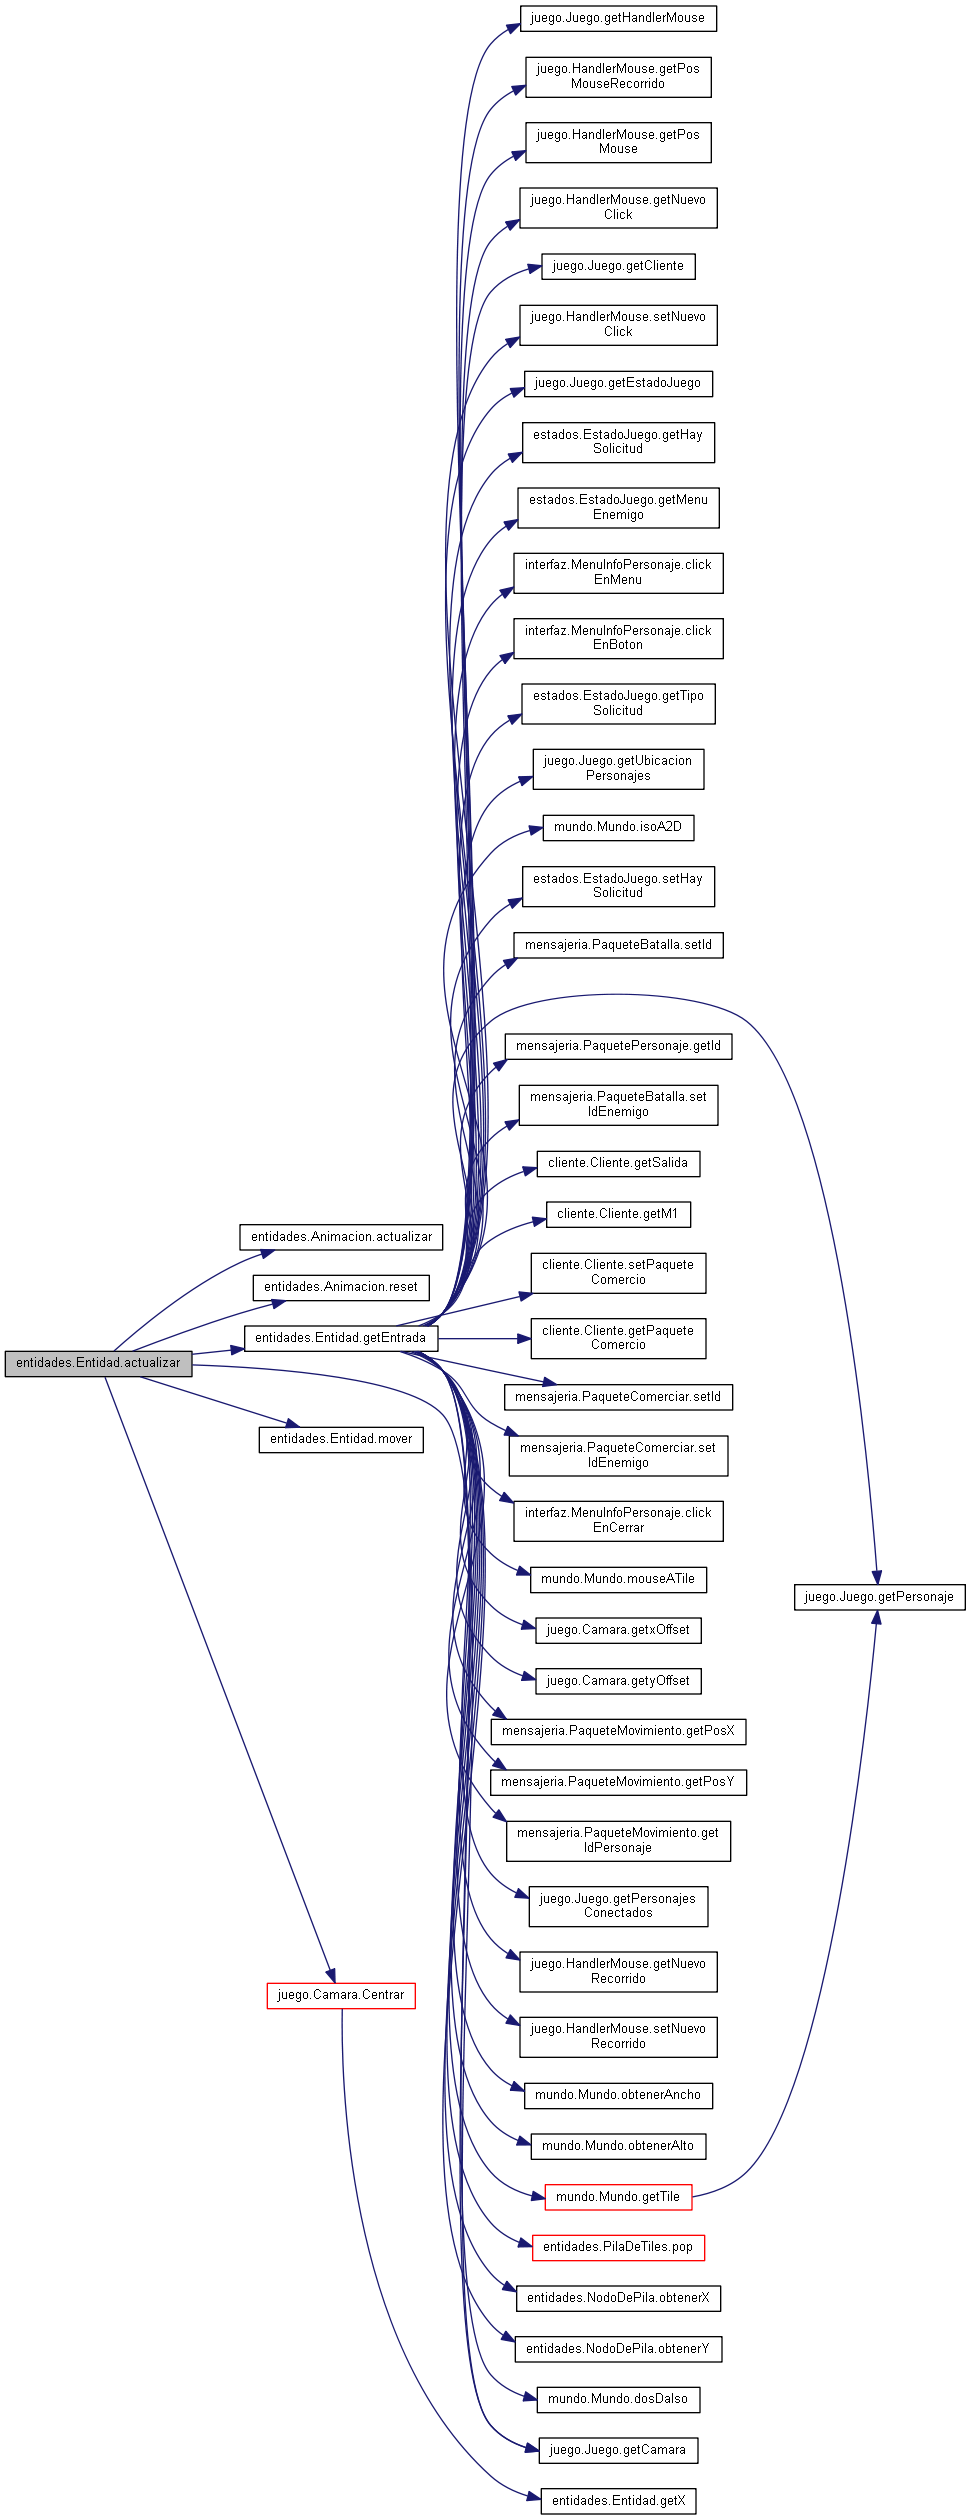 juego.Juego.getHandlerMouse
juego.HandlerMouse.getPos
MouseRecorrido
juego.HandlerMouse.getPos
Mouse
juego.HandlerMouse.getNuevo
Click
juego.Juego.getCliente
juego.HandlerMouse.setNuevo
Click
juego.Juego.getEstadoJuego
estados.EstadoJuego.getHay
Solicitud
estados.EstadoJuego.getMenu
Enemigo
interfaz.MenuInfoPersonaje.click
EnMenu
interfaz.MenuInfoPersonaje.click
EnBoton
estados.EstadoJuego.getTipo
Solicitud
juego.Juego.getUbicacion
Personajes
mundo.Mundo.isoA2D
estados.EstadoJuego.setHay
Solicitud
mensajeria.PaqueteBatalla.setId
mensajeria.PaquetePersonaje.getId
mensajeria.PaqueteBatalla.set
IdEnemigo
cliente.Cliente.getSalida
cliente.Cliente.getM1
entidades.Animacion.actualizar
cliente.Cliente.setPaquete
Comercio
entidades.Animacion.reset
cliente.Cliente.getPaquete
Comercio
entidades.Entidad.getEntrada
entidades.Entidad.actualizar
mensajeria.PaqueteComerciar.setId
entidades.Entidad.mover
mensajeria.PaqueteComerciar.set
IdEnemigo
interfaz.MenuInfoPersonaje.click
EnCerrar
mundo.Mundo.mouseATile
juego.Juego.getPersonaje
juego.Camara.getxOffset
juego.Camara.getyOffset
mensajeria.PaqueteMovimiento.getPosX
mensajeria.PaqueteMovimiento.getPosY
mensajeria.PaqueteMovimiento.get
IdPersonaje
juego.Juego.getPersonajes
Conectados
juego.HandlerMouse.getNuevo
Recorrido
juego.Camara.Centrar
juego.HandlerMouse.setNuevo
Recorrido
mundo.Mundo.obtenerAncho
mundo.Mundo.obtenerAlto
mundo.Mundo.getTile
entidades.PilaDeTiles.pop
entidades.NodoDePila.obtenerX
entidades.NodoDePila.obtenerY
mundo.Mundo.dosDaIso
juego.Juego.getCamara
entidades.Entidad.getX